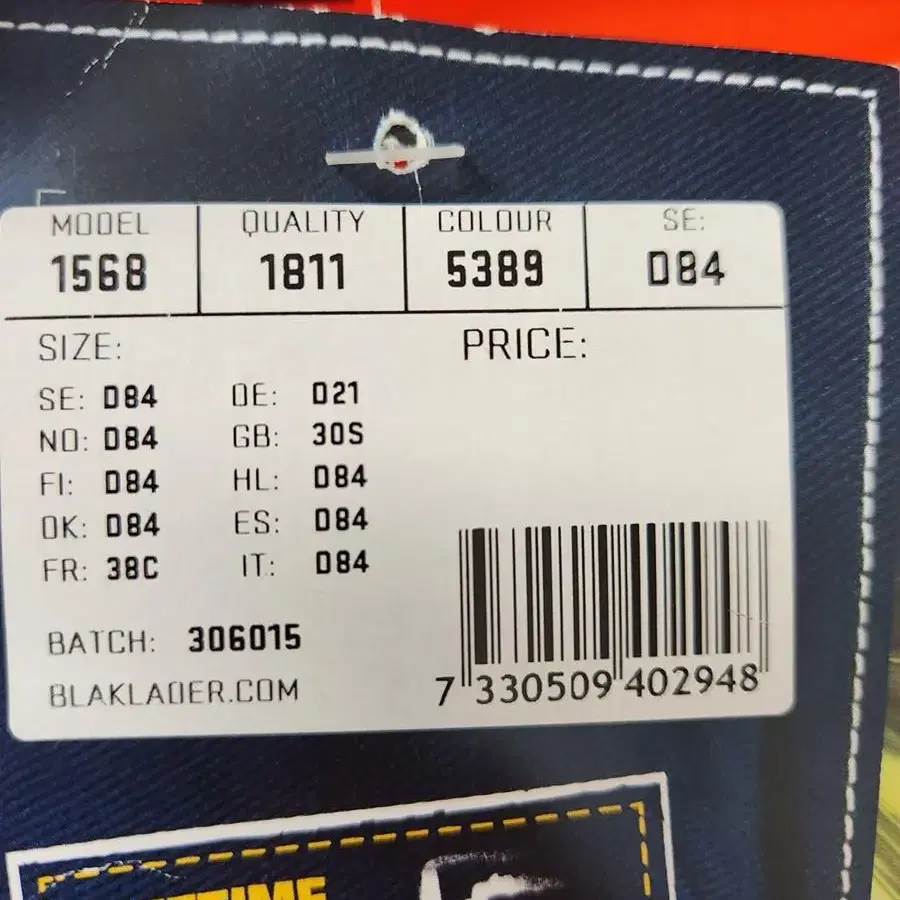 MODEL QUALITY COLOUR SE:
1568 1811 5389 D84
SIZE: PRICE:
SE: D84 DE: D21
NO: D84 GB: 30S
FI: D84 HL: D84
DK: D84 ES: D84
FR: 38C IT: D84
BATCH: 306015
BLAKLADER.COM
7 330509 402948